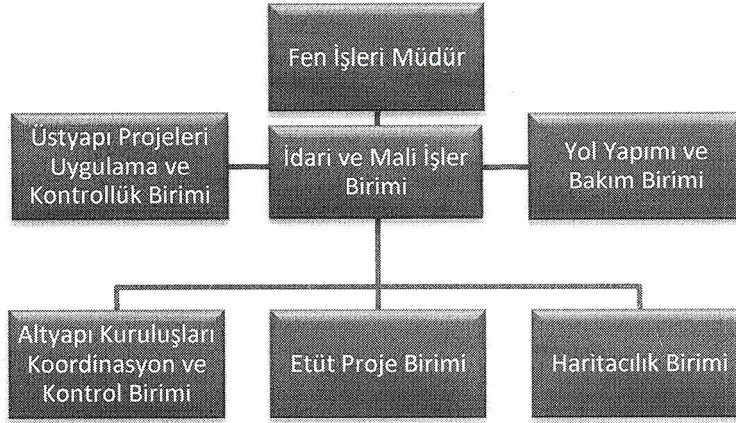 Fen İşleri Müdür
Üstyapı Projeleri
Uygulama ve
Kontrollük Birimi
İdari ve Mali İşler
Birimi
Yol Yapımı ve
Bakım Birimi
Altyapı Kuruluşları
Koordinasyon ve
Kontrol Birimi
Etüt Proje Birimi
Haritacılık Birimi